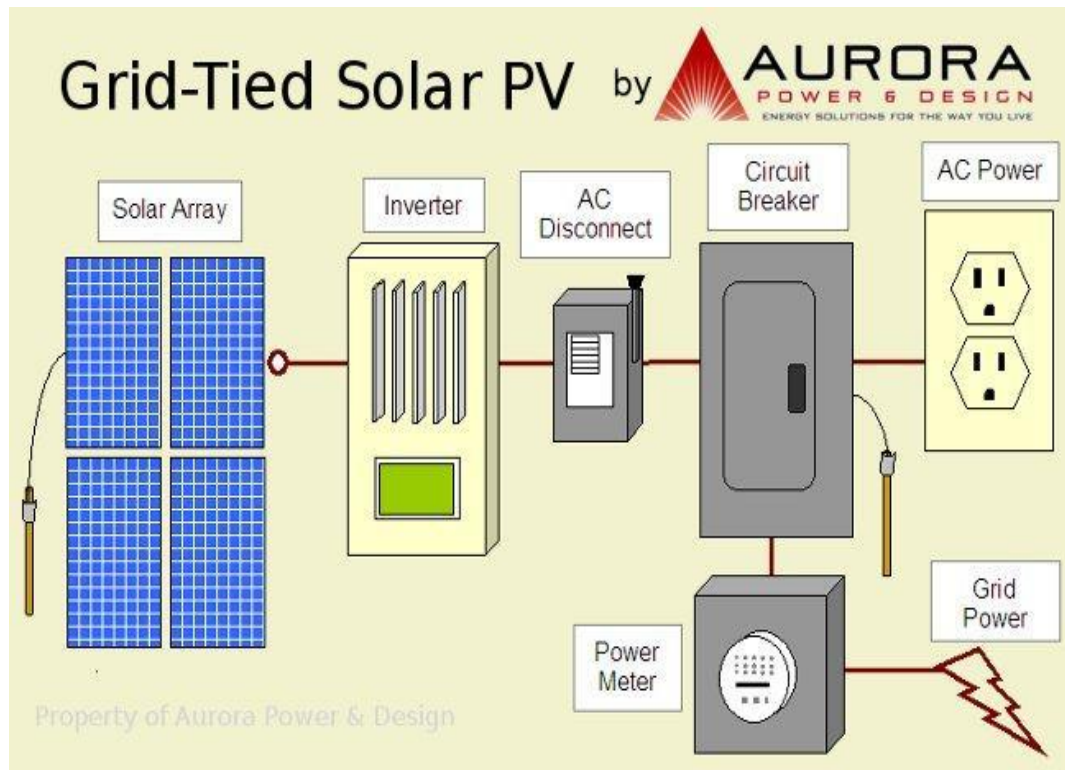 Grid-Tied Solar PV by
AURORA
POWER & DESIGN
ENERGY SOLUTIONS FOR THE WAY YOU LIVE
Solar Array
Inverter
AC
Disconnect
Circuit
Breaker
AC Power
Power
Meter
Grid
Power
Property of Aurora Power & Design